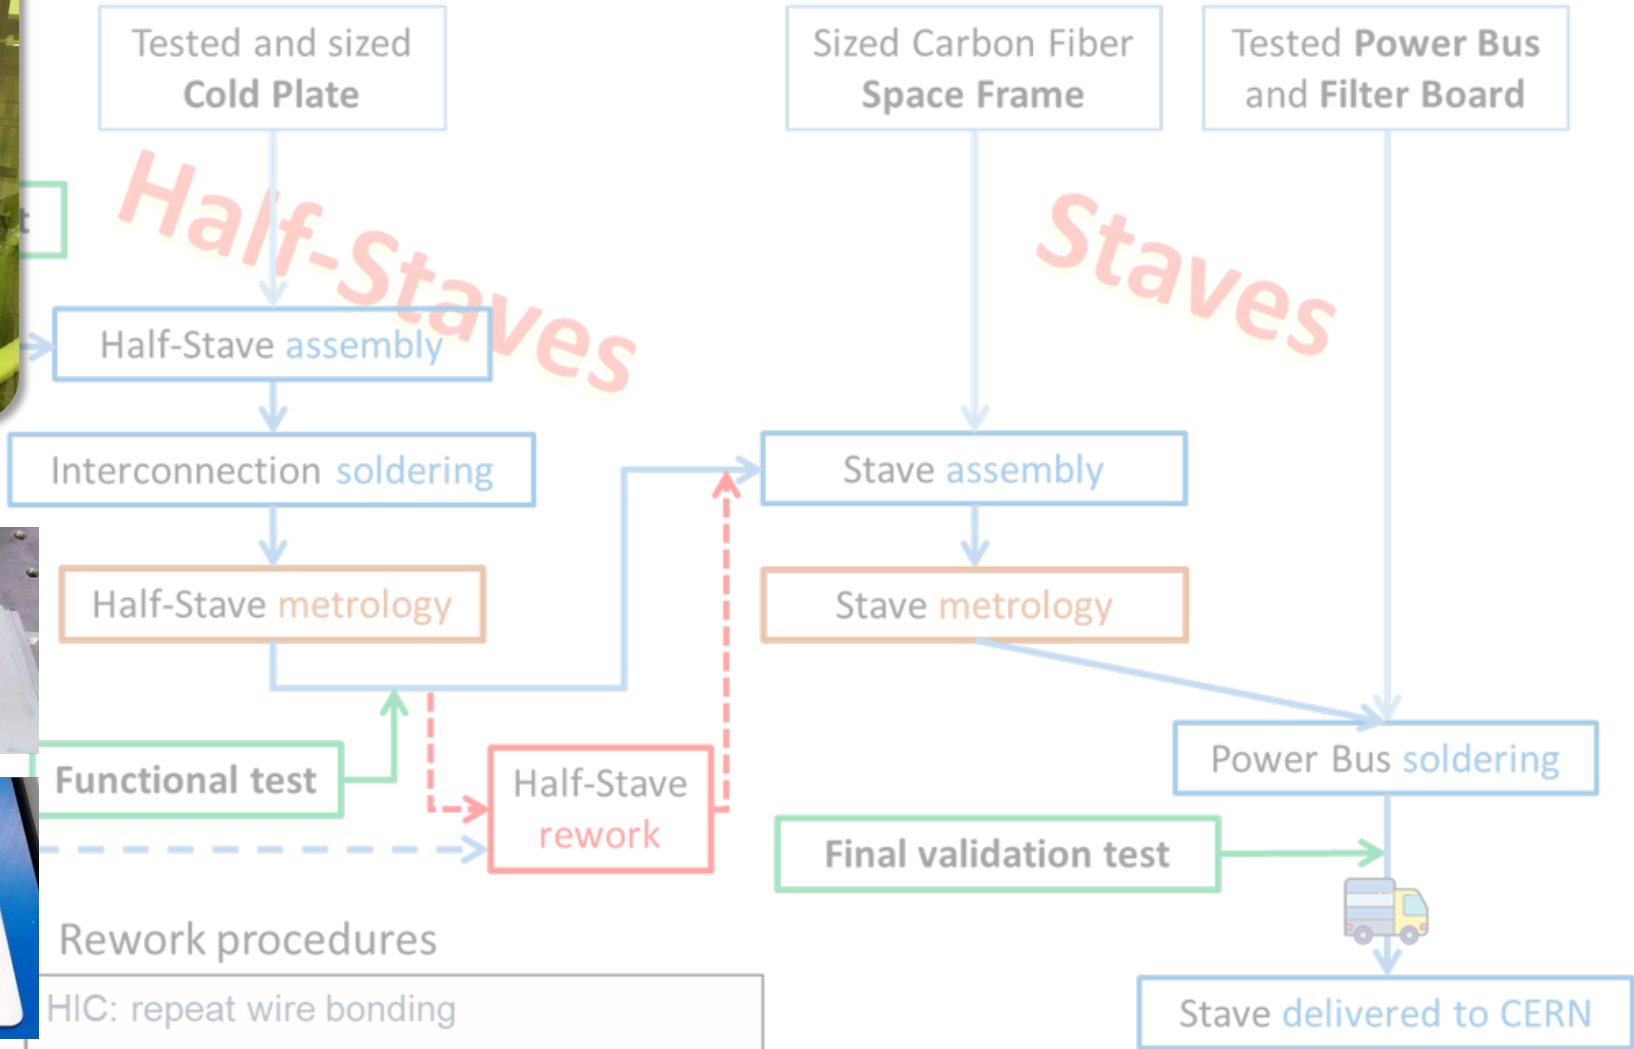 Tested and sized
Cold Plate
Sized Carbon Fiber
Space Frame
Tested Power Bus
and Filter Board
Half-Staves
Staves
t
Half-Stave assembly
Interconnection soldering
Stave assembly
Half-Stave metrology
Stave metrology
Functional test
Half-Stave
rework
Power Bus soldering
Final validation test
Rework procedures
HIC: repeat wire bonding
Stave delivered to CERN